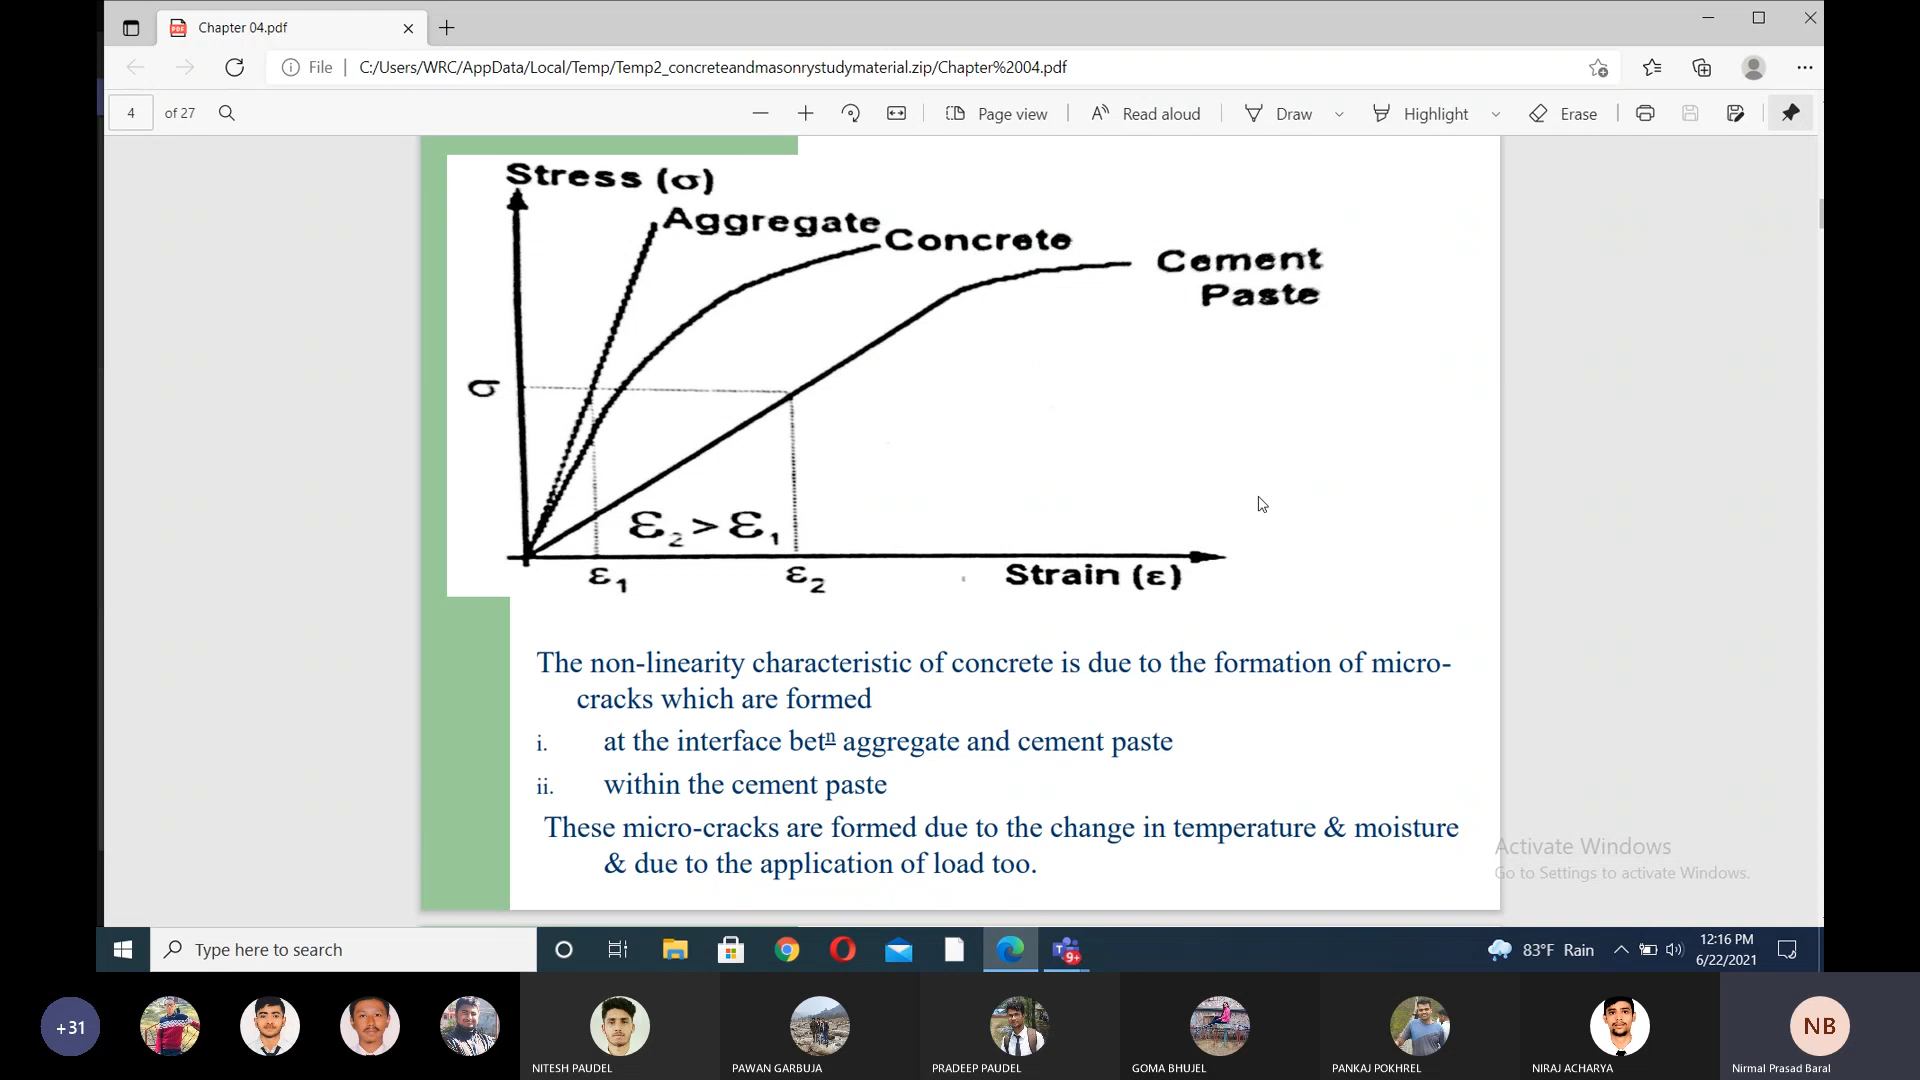 Chapter 04.pdf
File
C:/Users/WRC/AppData/Local/Temp/Temp2_concreteandmasonrystudymaterial.zip/Chapter%2004.pdf
4 of 27
Page view
Read aloud
Draw
Highlight
Erase
Stress (σ)
Aggregate
Concrete
Cement
Paste
σ
ε₂ > ε₁
ε₁
ε₂
Strain (ε)
The non-linearity characteristic of concrete is due to the formation of micro-
cracks which are formed
i. at the interface betⁿ aggregate and cement paste
ii. within the cement paste
These micro-cracks are formed due to the change in temperature & moisture
& due to the application of load too.
Activate Windows
Go to Settings to activate Windows.
Type here to search
9+
83°F Rain
12:16 PM
6/22/2021
+31
NITESH PAUDEL
PAWAN GARBUJA
PRADEEP PAUDEL
GOMA BHUJEL
PANKAJ POKHREL
NIRAJ ACHARYA
NB
Nirmal Prasad Baral